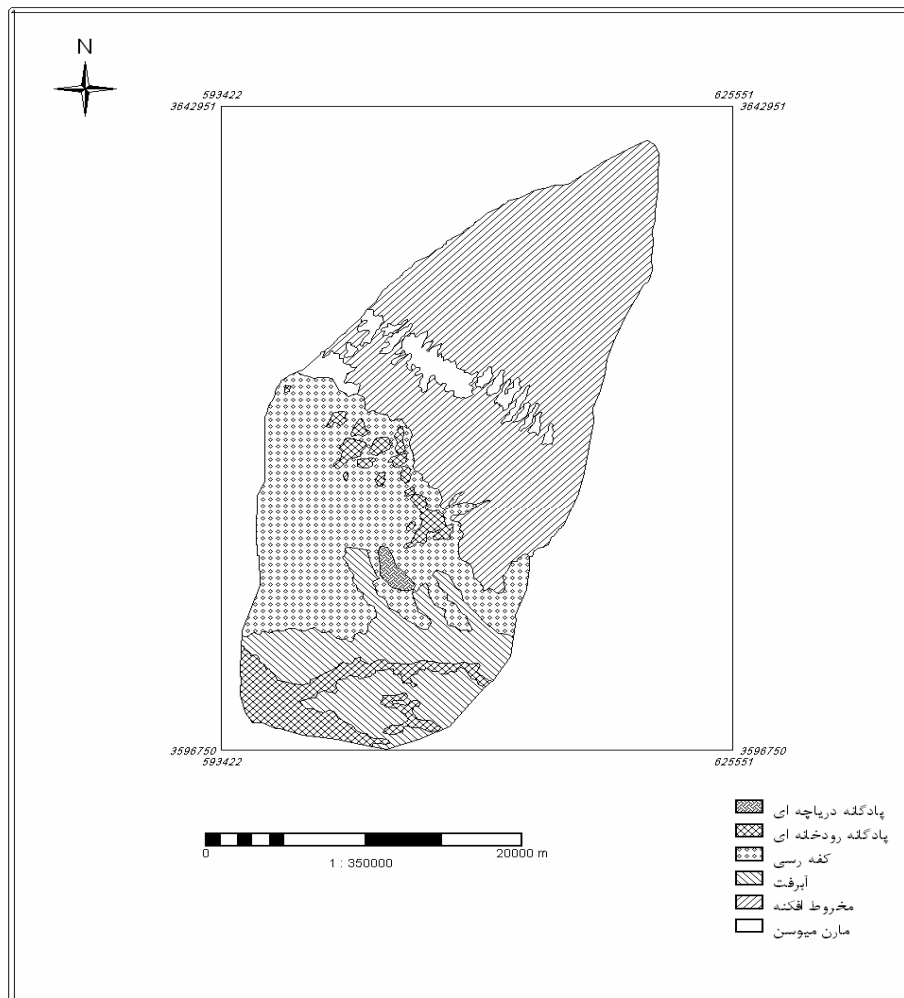 N
593422 625551
3642951 3642951
3596750 3596750
593422 625551
0 20000 m
1 : 350000
پادگانه دریاچه ای
پادگانه رودخانه ای
کفه رسی
آبرفت
مخروط افکنه
مارن میوسن